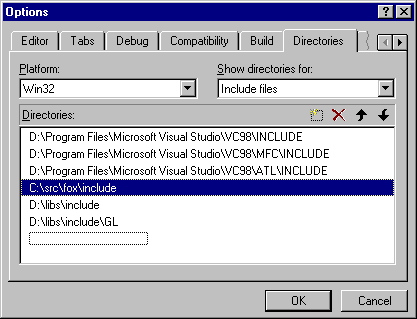 Options
Editor Tabs Debug Compatibility Build Directories
Platform: Show directories for:
Win32 Include files
Directories:
D:\Program Files\Microsoft Visual Studio\VC98\INCLUDE
D:\Program Files\Microsoft Visual Studio\VC98\MFC\INCLUDE
D:\Program Files\Microsoft Visual Studio\VC98\ATL\INCLUDE
C:\src\fox\include
D:\libs\include
D:\libs\include\GL
OK Cancel